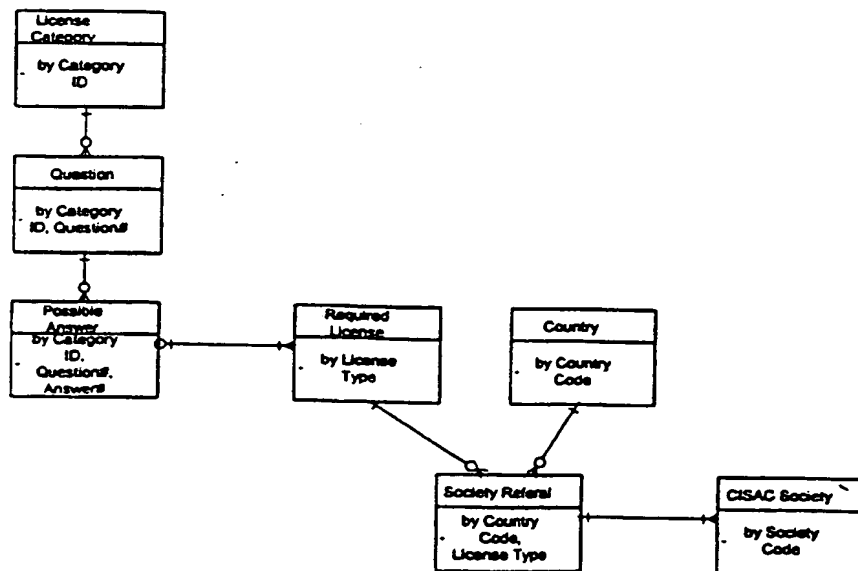 License
Category
by Category
ID
Question
by Category
ID, Question#
Possible
Answer
by Category
ID,
Question#,
Answer#
Required
License
by License
Type
Country
by Country
Code
Society Referal
by Country
Code,
License Type
CISAC Society
by Society
Code